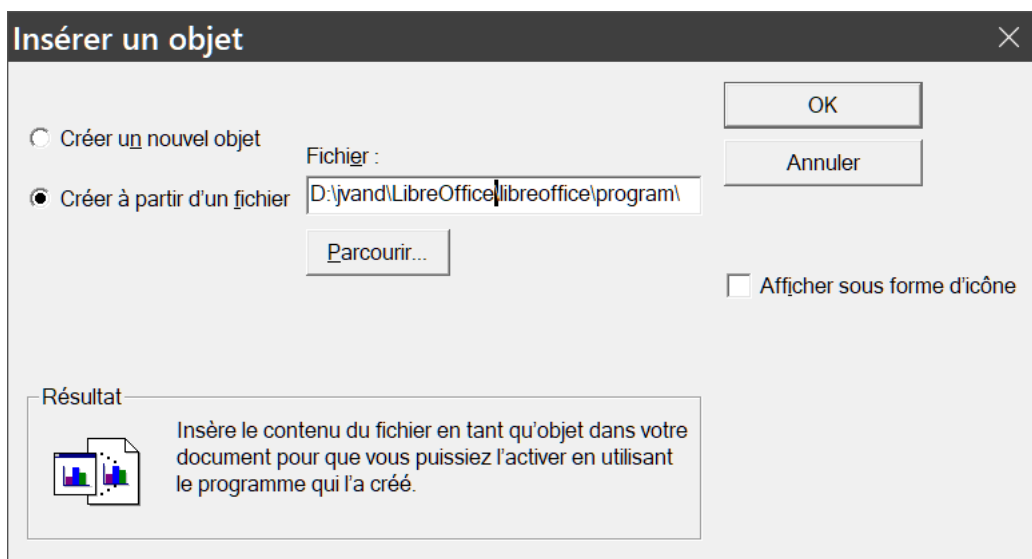 Insérer un objet
OK
Créer un nouvel objet
Fichier :
Annuler
Créer à partir d'un fichier
D:\jvand\LibreOffice\libreoffice\program\
Parcourir...
Afficher sous forme d'icône
Résultat
Insère le contenu du fichier en tant qu'objet dans votre
document pour que vous puissiez l'activer en utilisant
le programme qui l'a créé.